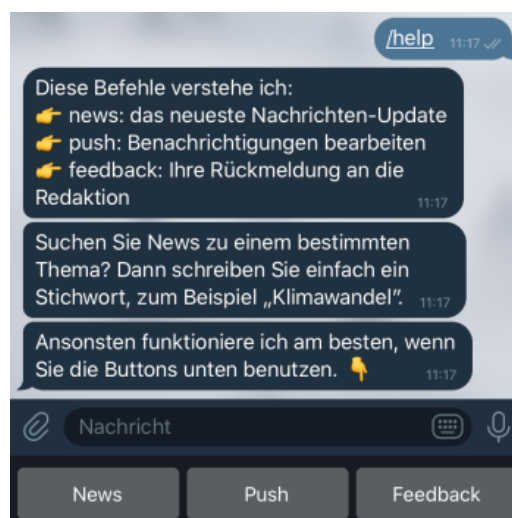 /help 11:17
Diese Befehle verstehe ich:
👉 news: das neueste Nachrichten-Update
👉 push: Benachrichtigungen bearbeiten
👉 feedback: Ihre Rückmeldung an die
Redaktion 11:17
Suchen Sie News zu einem bestimmten
Thema? Dann schreiben Sie einfach ein
Stichwort, zum Beispiel „Klimawandel“. 11:17
Ansonsten funktioniere ich am besten, wenn
Sie die Buttons unten benutzen. 👇 11:17
Nachricht
News Push Feedback